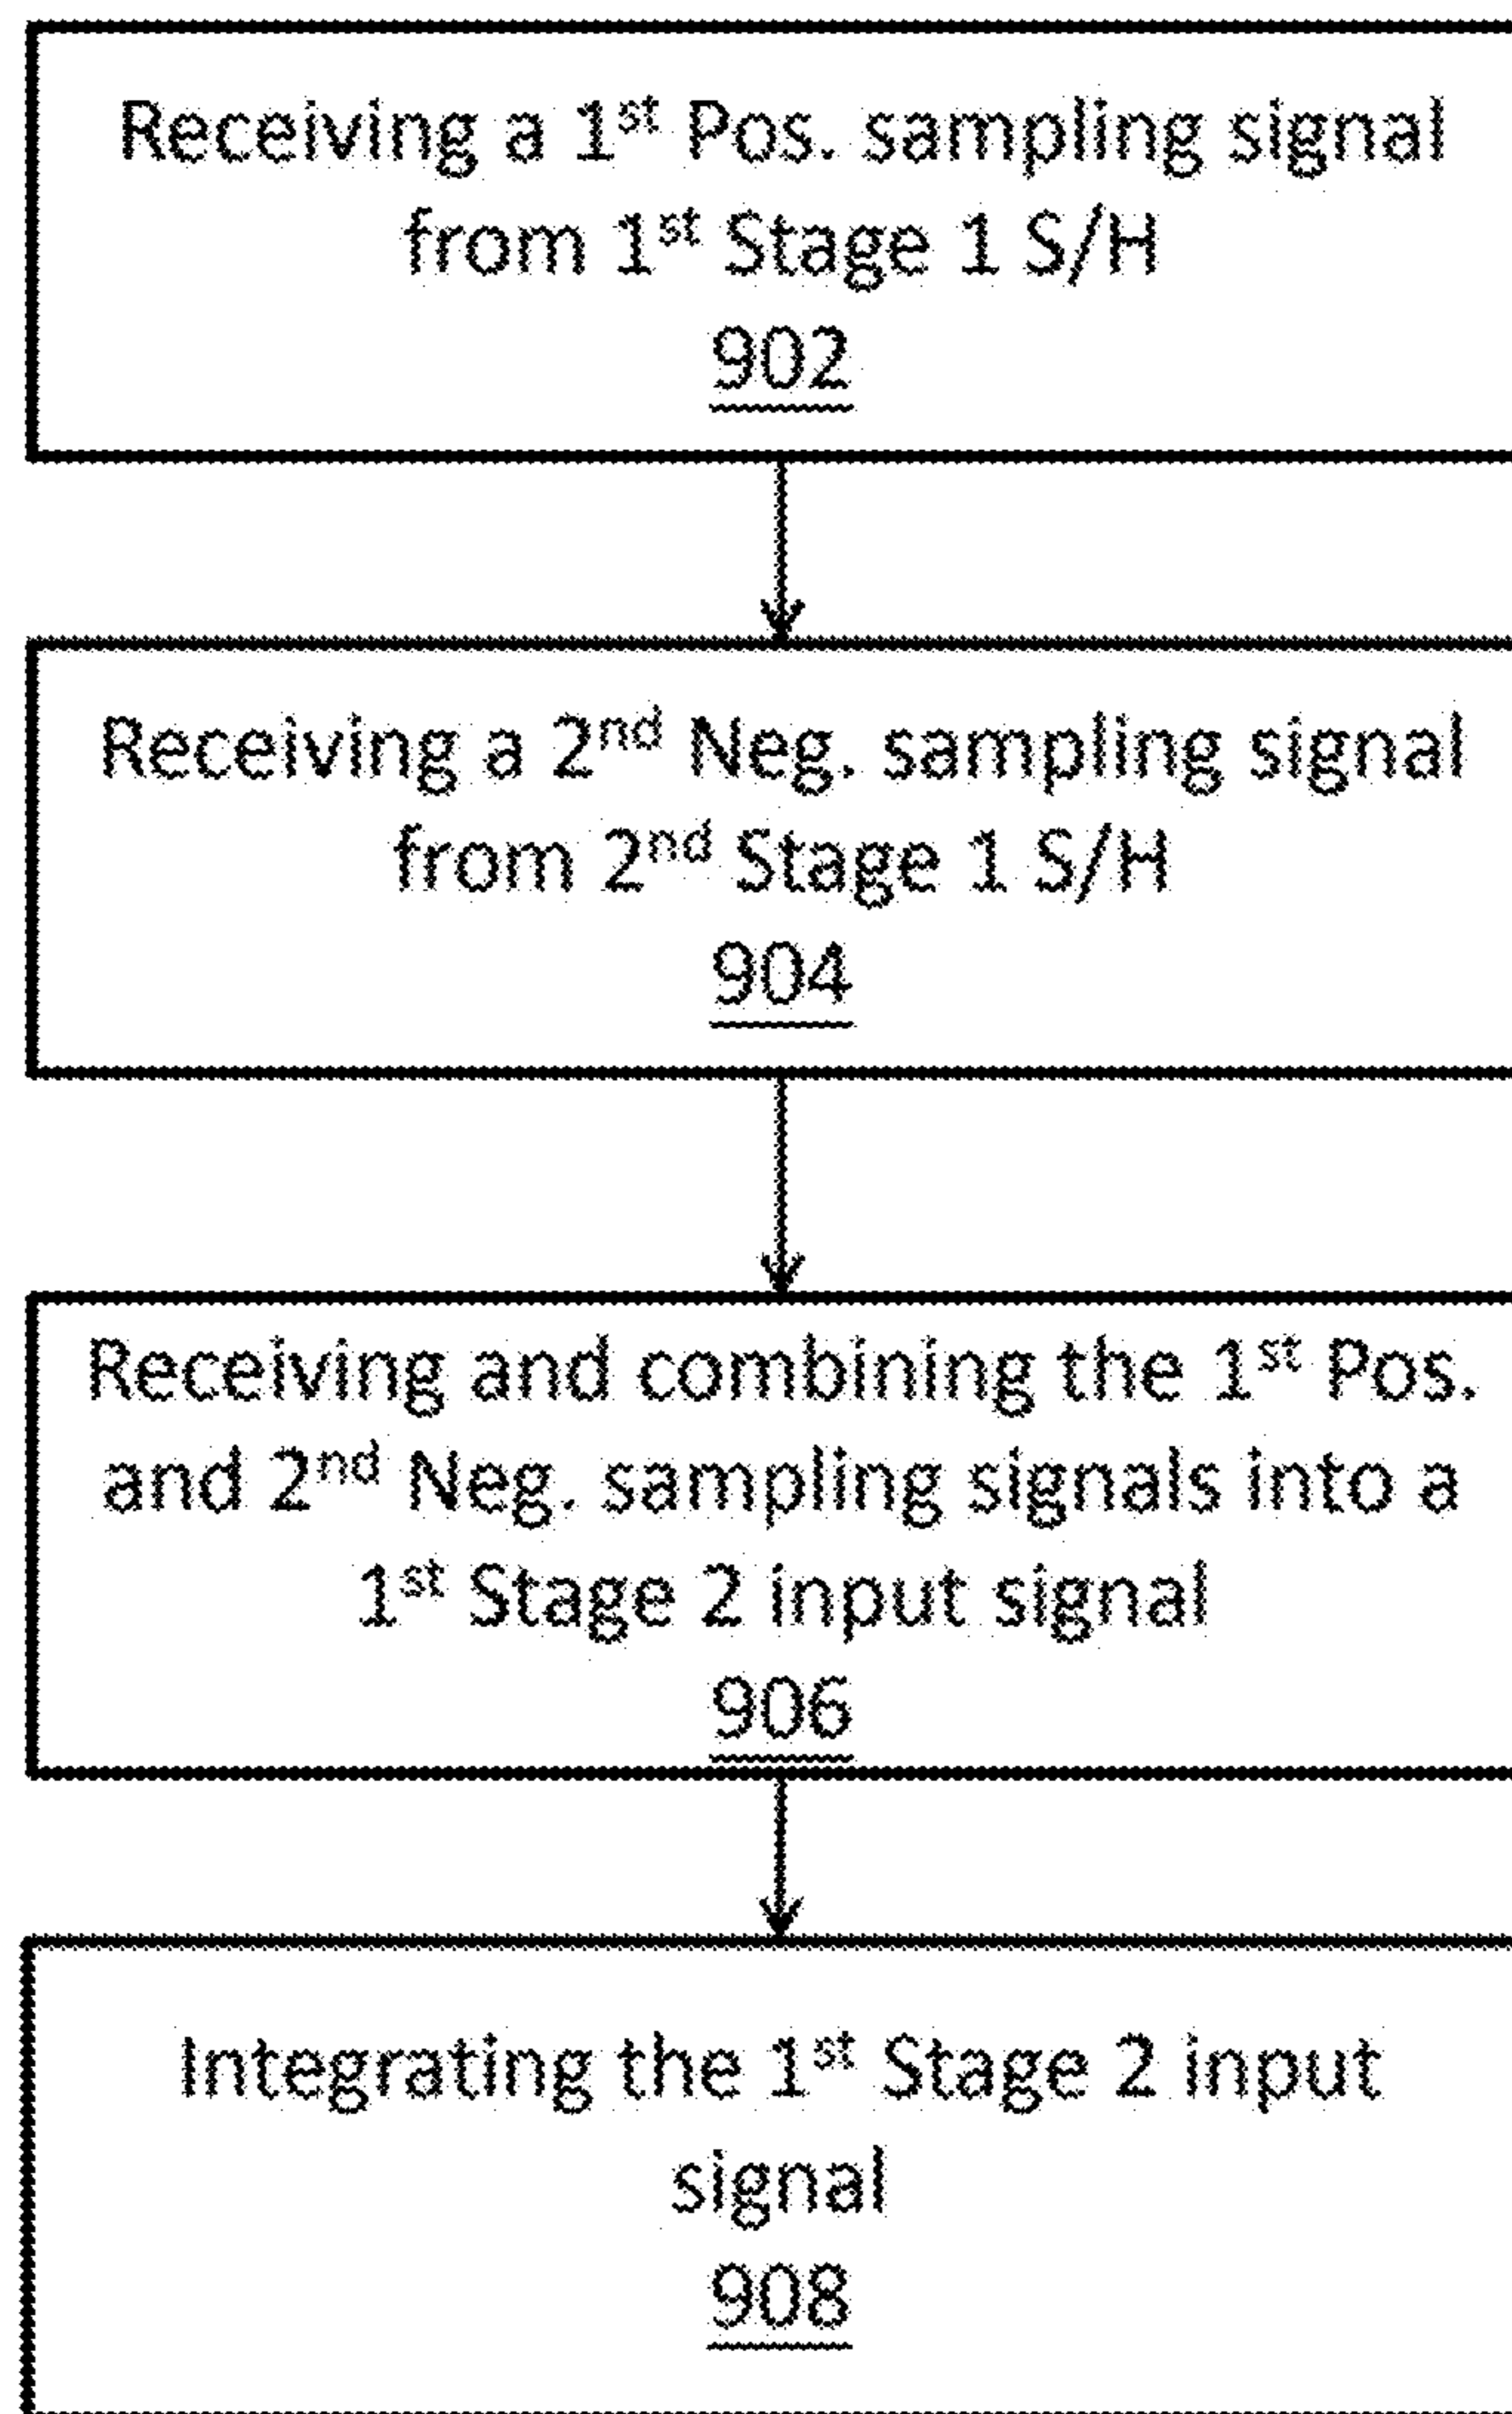 Receiving a 1st Pos. sampling signal
from 1st Stage 1 S/H
902
Receiving a 2nd Neg. sampling signal
from 2nd Stage 1 S/H
904
Receiving and combining the 1st Pos.
and 2nd Neg. sampling signals into a
1st Stage 2 input signal
906
Integrating the 1st Stage 2 input
signal
908